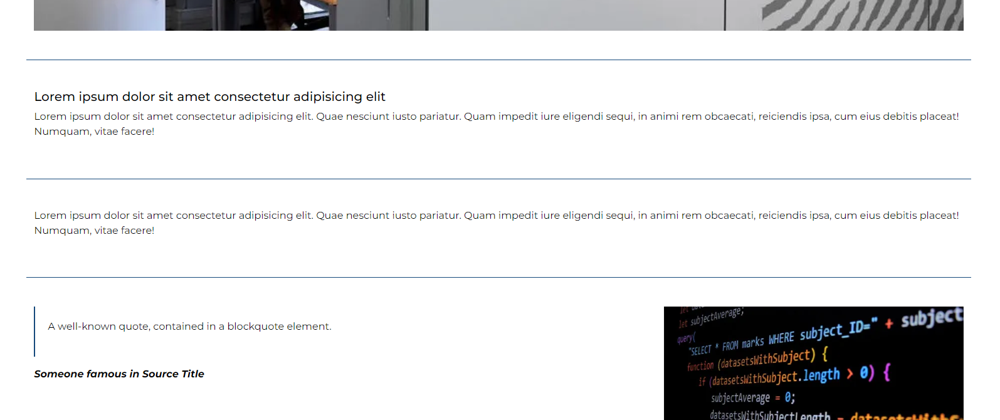 Lorem ipsum dolor sit amet consectetur adipisicing elit
Lorem ipsum dolor sit amet consectetur adipisicing elit. Quae nesciunt iusto pariatur. Quam impedit iure eligendi sequi, in animi rem obcaecati, reiciendis ipsa, cum eius debitis placeat!
Numquam, vitae facere!
Lorem ipsum dolor sit amet consectetur adipisicing elit. Quae nesciunt iusto pariatur. Quam impedit iure eligendi sequi, in animi rem obcaecati, reiciendis ipsa, cum eius debitis placeat!
Numquam, vitae facere!
A well-known quote, contained in a blockquote element.
Someone famous in Source Title
let
let subjectAverage;
query(
"SELECT * FROM marks WHERE subject_ID=" + subject
function (datasetsWithSubject) {
if (datasetsWithSubject.length > 0) {
subjectAverage = 0;
datasetsWithSubjectLength =